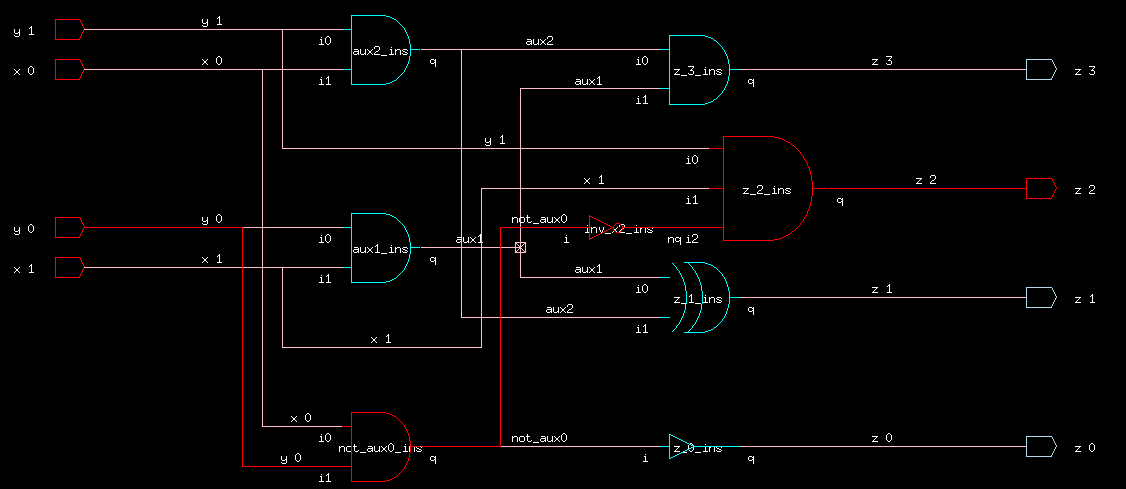 y 1
y 1
i0
aux2_ins
q
aux2
i0
z_3_ins
q
z 3
z 3
x 0
x 0
i1
aux1
i1
y 1
i0
x 1
i1
z_2_ins
q
z 2
z 2
y 0
y 0
i0
aux1_ins
q
aux1
not_aux0
i
inv_x2_ins
nq
i2
x 1
x 1
i1
aux1
i0
z_1_ins
q
z 1
z 1
aux2
i1
x 1
x 0
i0
not_aux0_ins
q
not_aux0
i
z_0_ins
q
z 0
z 0
y 0
i1